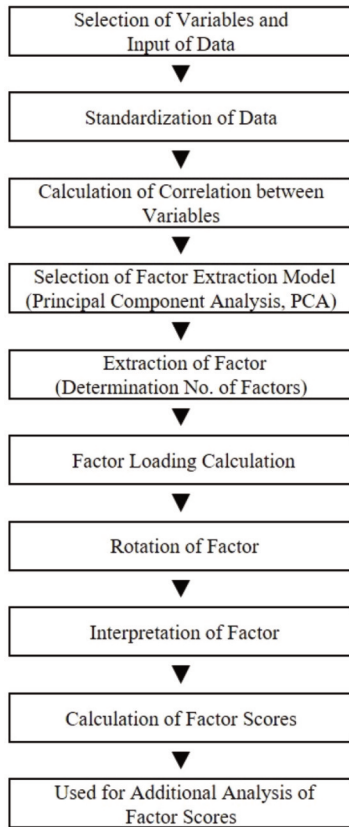 Selection of Variables and
Input of Data
Standardization of Data
Calculation of Correlation between
Variables
Selection of Factor Extraction Model
(Principal Component Analysis, PCA)
Extraction of Factor
(Determination No. of Factors)
Factor Loading Calculation
Rotation of Factor
Interpretation of Factor
Calculation of Factor Scores
Used for Additional Analysis of
Factor Scores